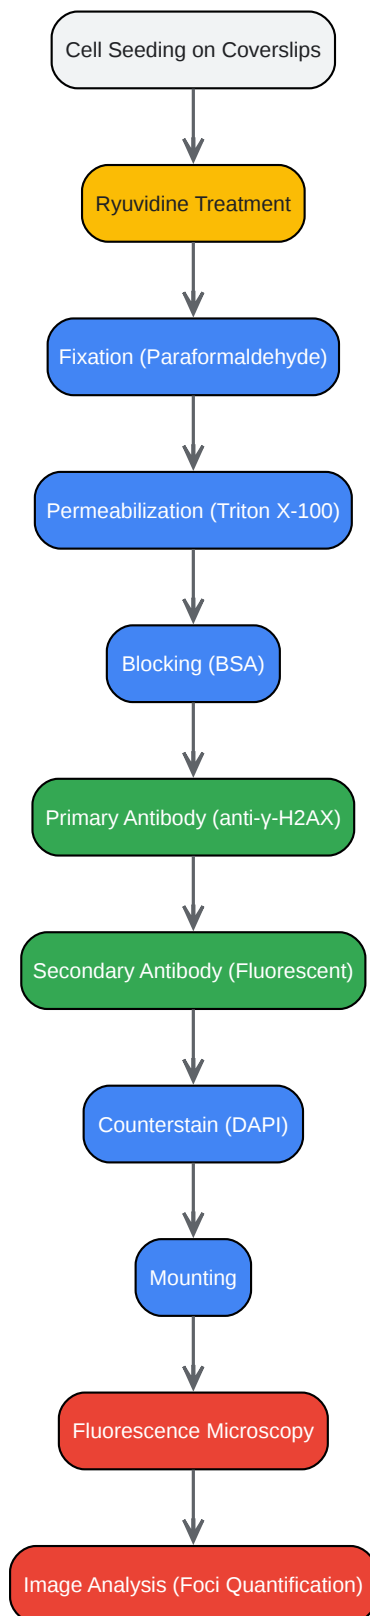 Cell Seeding on Coverslips
Ryuvidine Treatment
Fixation (Paraformaldehyde)
Permeabilization (Triton X-100)
Blocking (BSA)
Primary Antibody (anti-γ-H2AX)
Secondary Antibody (Fluorescent)
Counterstain (DAPI)
Mounting
Fluorescence Microscopy
Image Analysis (Foci Quantification)